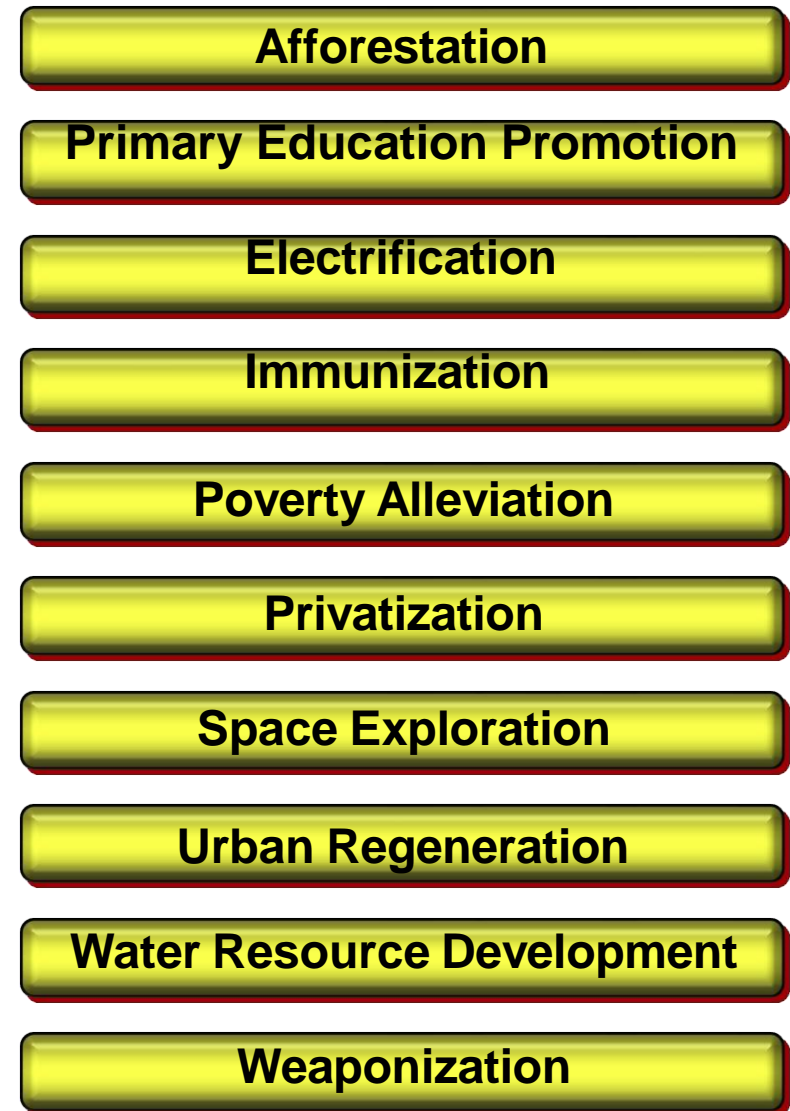 Afforestation
Primary Education Promotion
Electrification
Immunization
Poverty Alleviation
Privatization
Space Exploration
Urban Regeneration
Water Resource Development
Weaponization